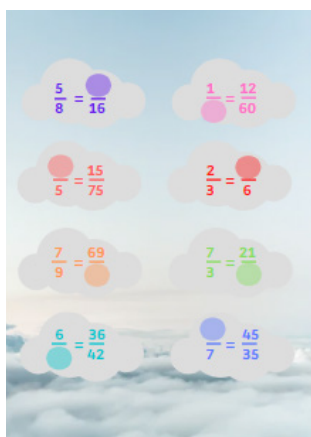 5/8 = /16
1/ = 12/60
/5 = 15/75
2/3 = /6
7/9 = 69/
7/3 = 21/
6/ = 36/42
/7 = 45/35